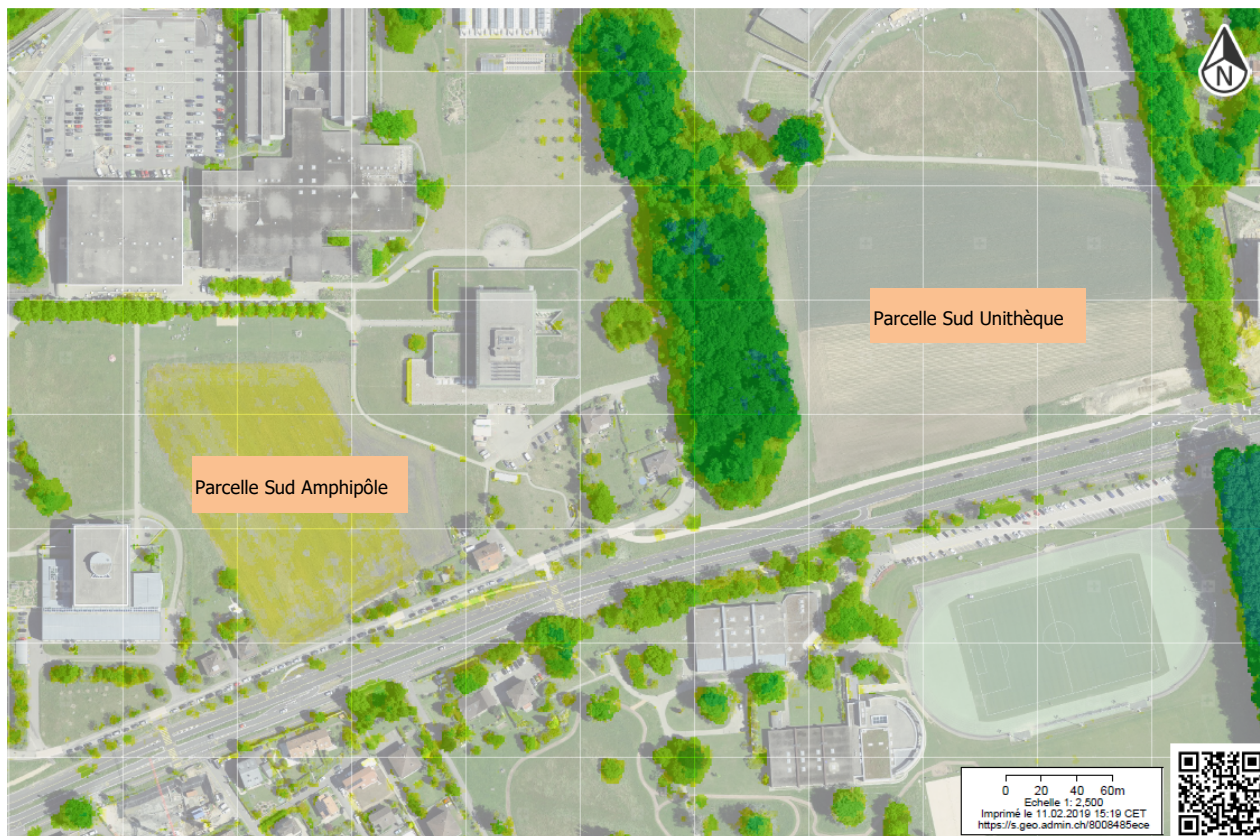 N
Parcelle Sud Unithèque
Parcelle Sud Amphipôle
0 20 40 60m
Echelle 1: 2,500
Imprimé le 11.02.2019 15:19 CET
https://s.geo.admin.ch/8008485ece